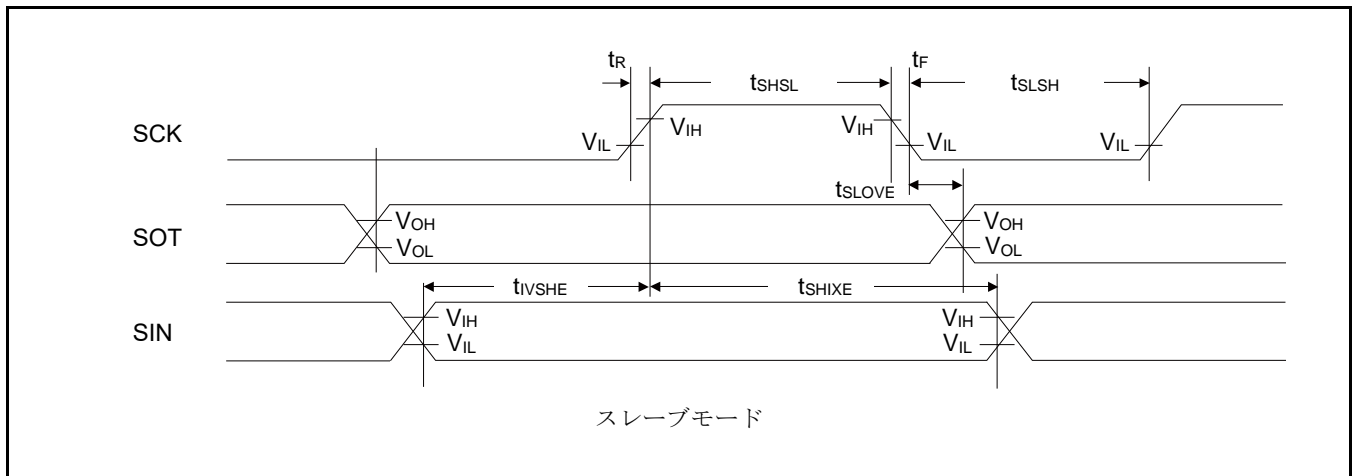 tR tF
tSHSL tSLSH
SCK VIH VIH
VIL VIL VIL
tSLOVE
VOH VOH
SOT
VOL VOL
tIVSHE tSHIXE
VIH VIH
SIN
VIL VIL
スレーブモード